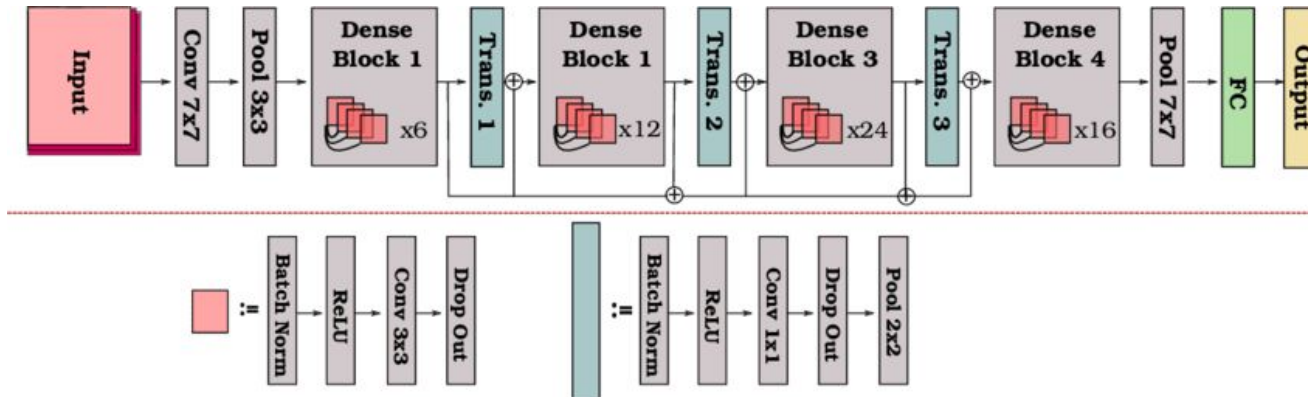 Input
Conv 7x7
Pool 3x3
Dense
Block 1
x6
Trans. 1
Dense
Block 1
x12
Trans. 2
Dense
Block 3
x24
Trans. 3
Dense
Block 4
x16
Pool 7x7
FC
Output
::=
Batch Norm
ReLU
Conv 3x3
Drop Out
::=
Batch Norm
ReLU
Conv 1x1
Drop Out
Pool 2x2